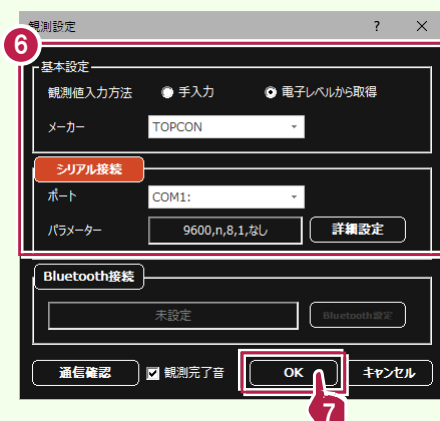 観測設定 ? ×
6
基本設定
観測値入力方法 手入力 電子レベルから取得
メーカー TOPCON
シリアル接続
ポート COM1:
パラメーター 9600,n,8,1,なし 詳細設定
Bluetooth接続
未設定 Bluetooth設定
通信確認 観測完了音 OK キャンセル
7